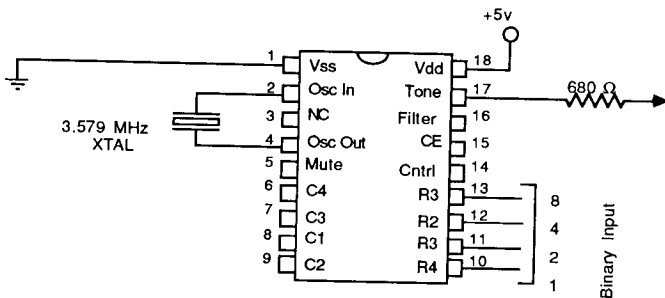 +5v
1
Vss
Vdd
18
2
Osc In
Tone
17
680 Ω
3
NC
Filter
16
3.579 MHz
XTAL
4
Osc Out
CE
15
5
Mute
Cntrl
14
6
C4
R3
13
8
7
C3
R2
12
4
8
C1
R3
11
2
9
C2
R4
10
1
Binary Input